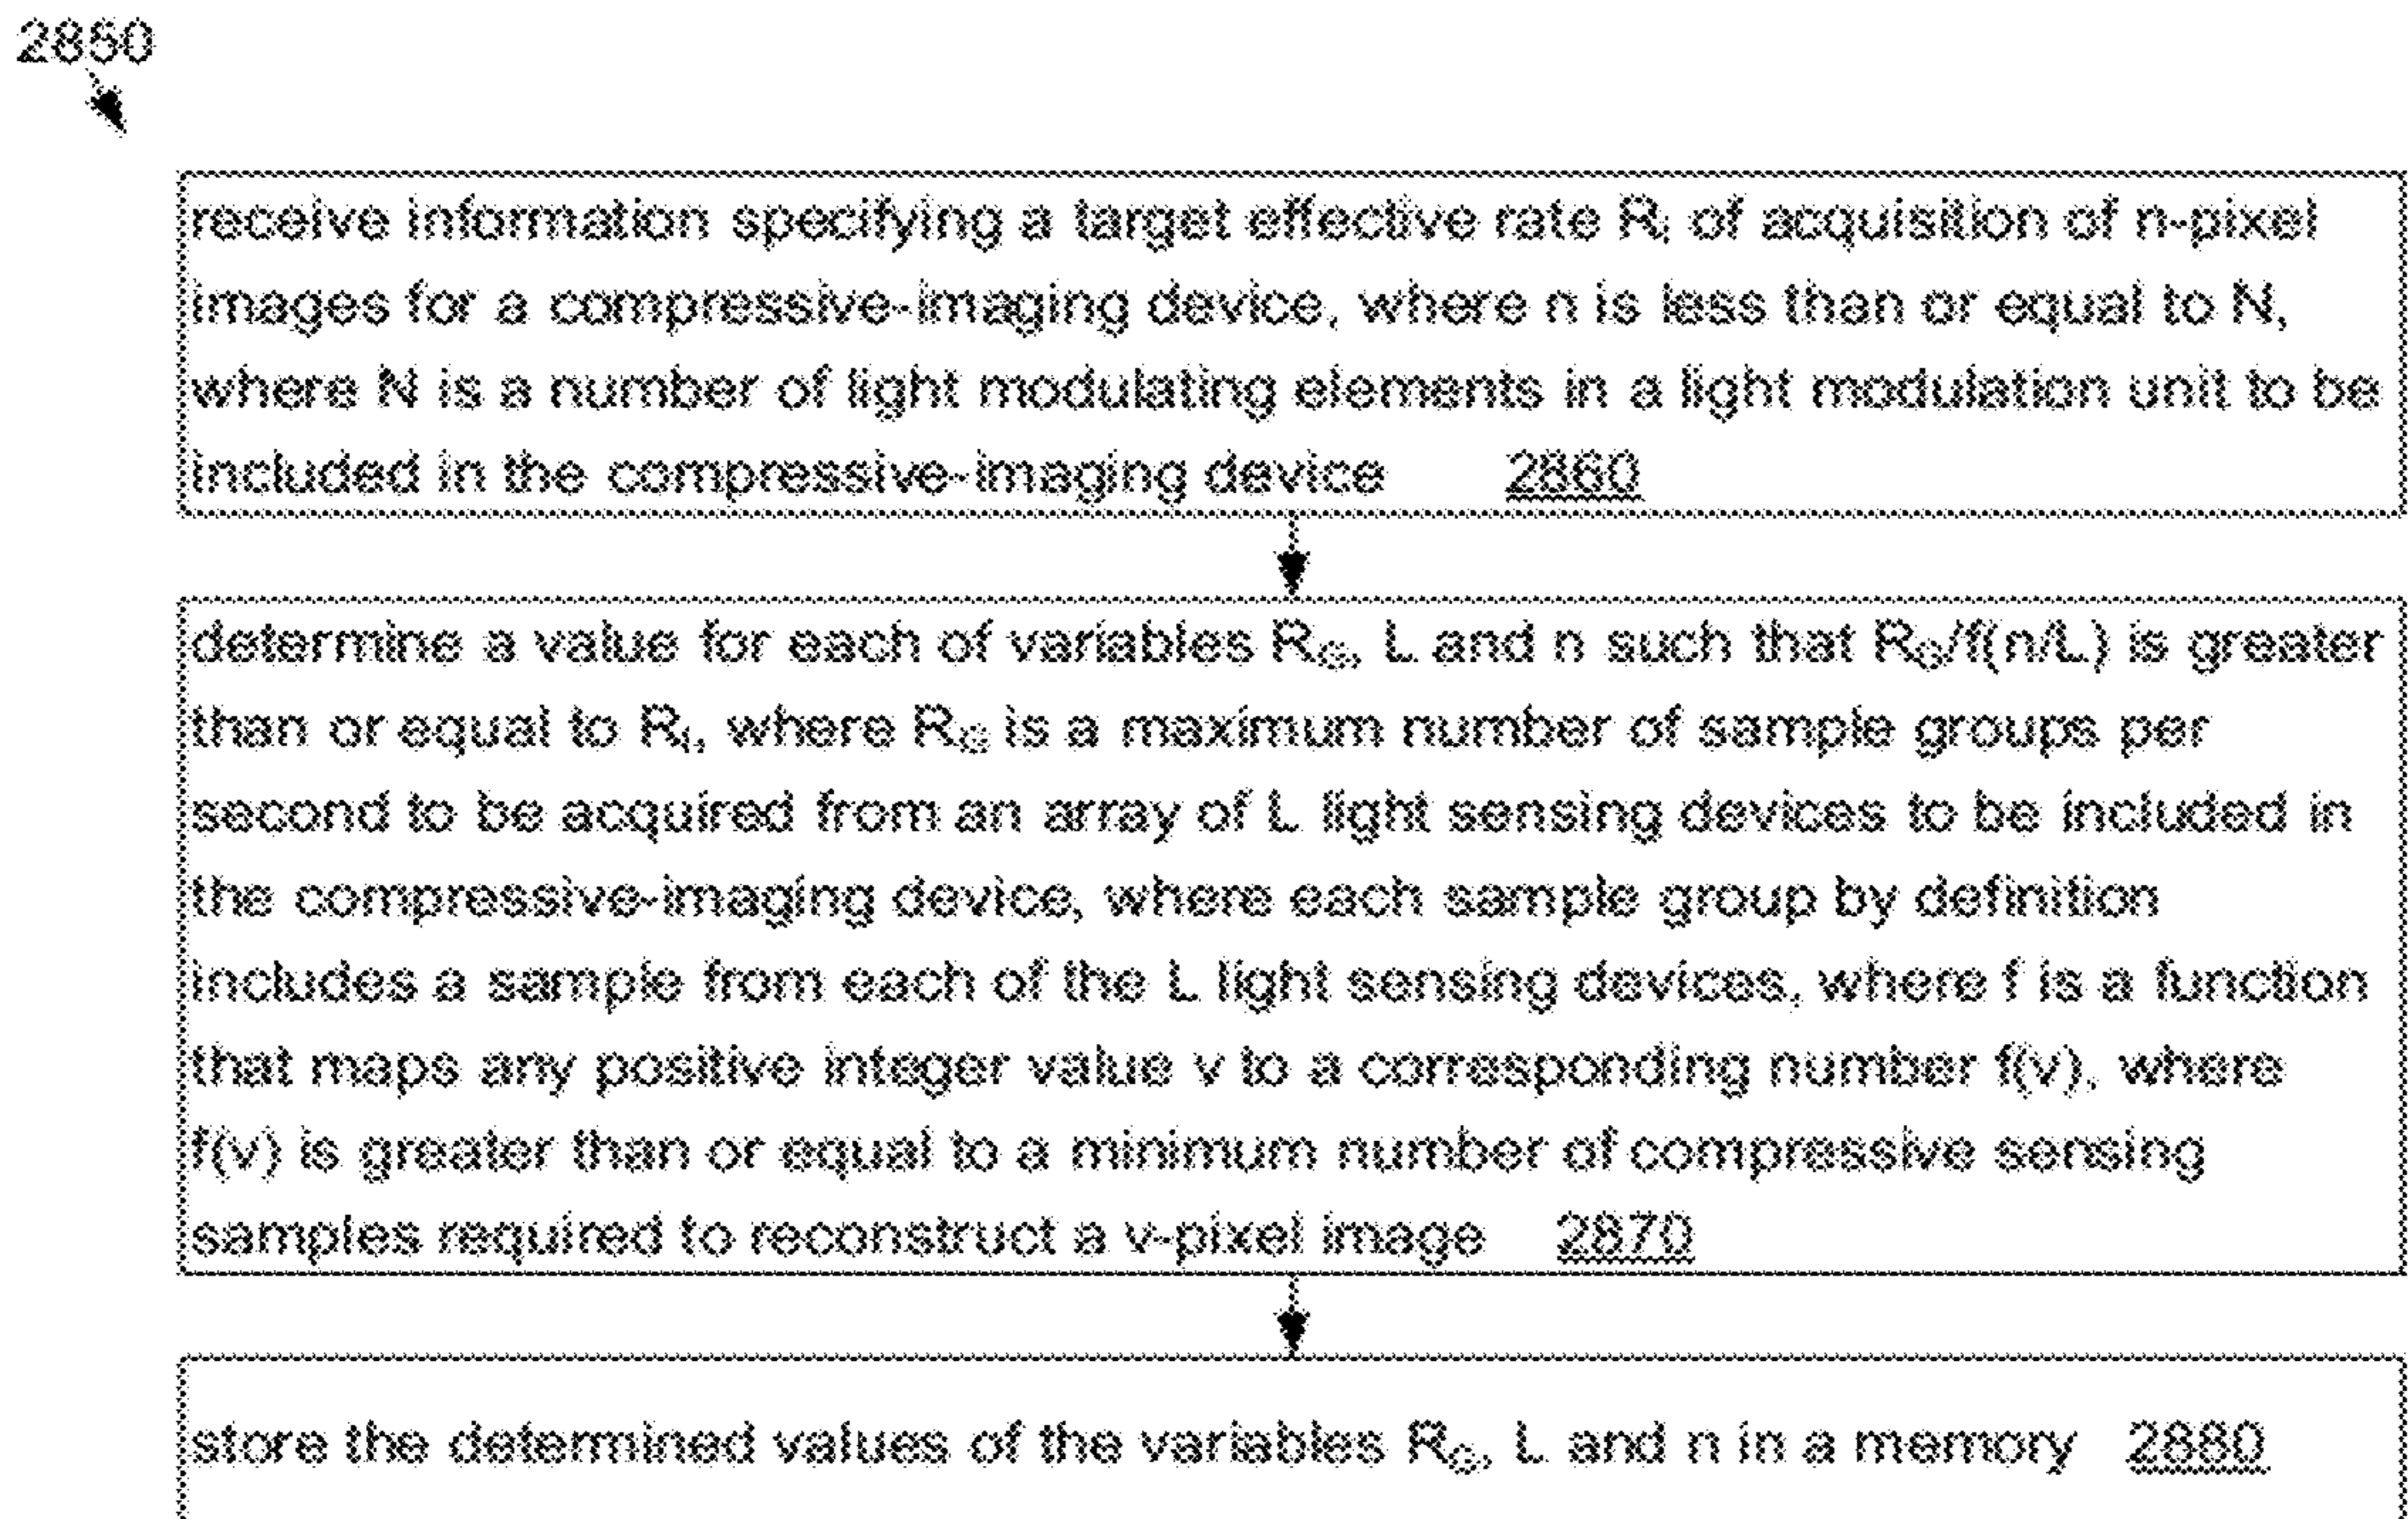 2850
receive information specifying a target effective rate Rᵢ of acquisition of n-pixel
images for a compressive-imaging device, where n is less than or equal to N,
where N is a number of light modulating elements in a light modulation unit to be
included in the compressive-imaging device 2860
determine a value for each of variables R_G, L and n such that R_G/f(n/L) is greater
than or equal to Rᵢ, where R_G is a maximum number of sample groups per
second to be acquired from an array of L light sensing devices to be included in
the compressive-imaging device, where each sample group by definition
includes a sample from each of the L light sensing devices, where f is a function
that maps any positive integer value v to a corresponding number f(v), where
f(v) is greater than or equal to a minimum number of compressive sensing
samples required to reconstruct a v-pixel image 2870
store the determined values of the variables R_G, L and n in a memory 2880